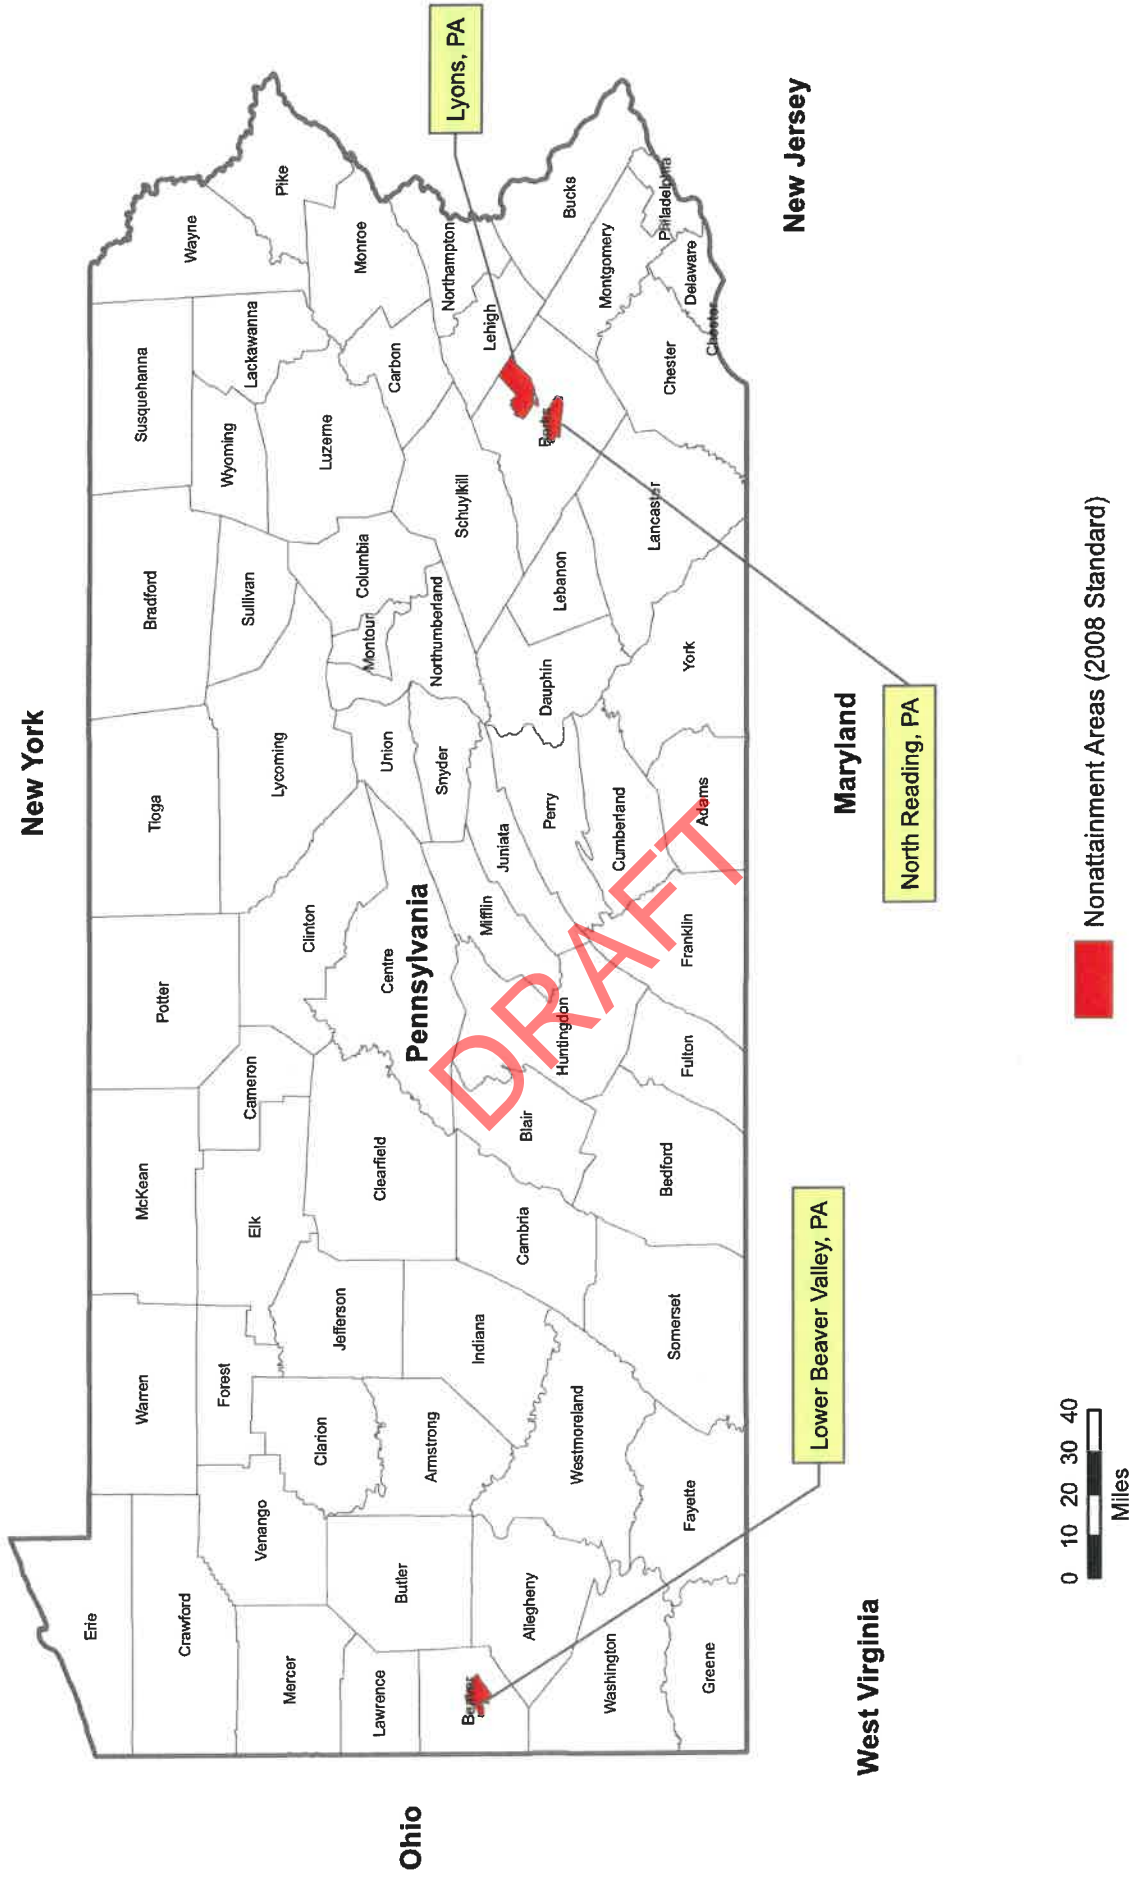 New York
Ohio
West Virginia
Maryland
New Jersey
Pennsylvania
Erie
Crawford
Warren
McKean
Potter
Tioga
Bradford
Susquehanna
Wayne
Mercer
Venango
Forest
Elk
Cameron
Clinton
Lycoming
Sullivan
Wyoming
Lackawanna
Pike
Lawrence
Butler
Clarion
Jefferson
Clearfield
Centre
Union
Montour
Columbia
Luzerne
Carbon
Monroe
Beaver
Allegheny
Armstrong
Indiana
Cambria
Blair
Huntingdon
Mifflin
Juniata
Snyder
Northumberland
Schuylkill
Lehigh
Northampton
Washington
Westmoreland
Perry
Dauphin
Lebanon
Berks
Bucks
Montgomery
Greene
Fayette
Somerset
Bedford
Fulton
Franklin
Cumberland
Adams
York
Lancaster
Chester
Chester
Delaware
Philadelphia
Lyons, PA
North Reading, PA
Lower Beaver Valley, PA
DRAFT
0 10 20 30 40
Miles
Nonattainment Areas (2008 Standard)